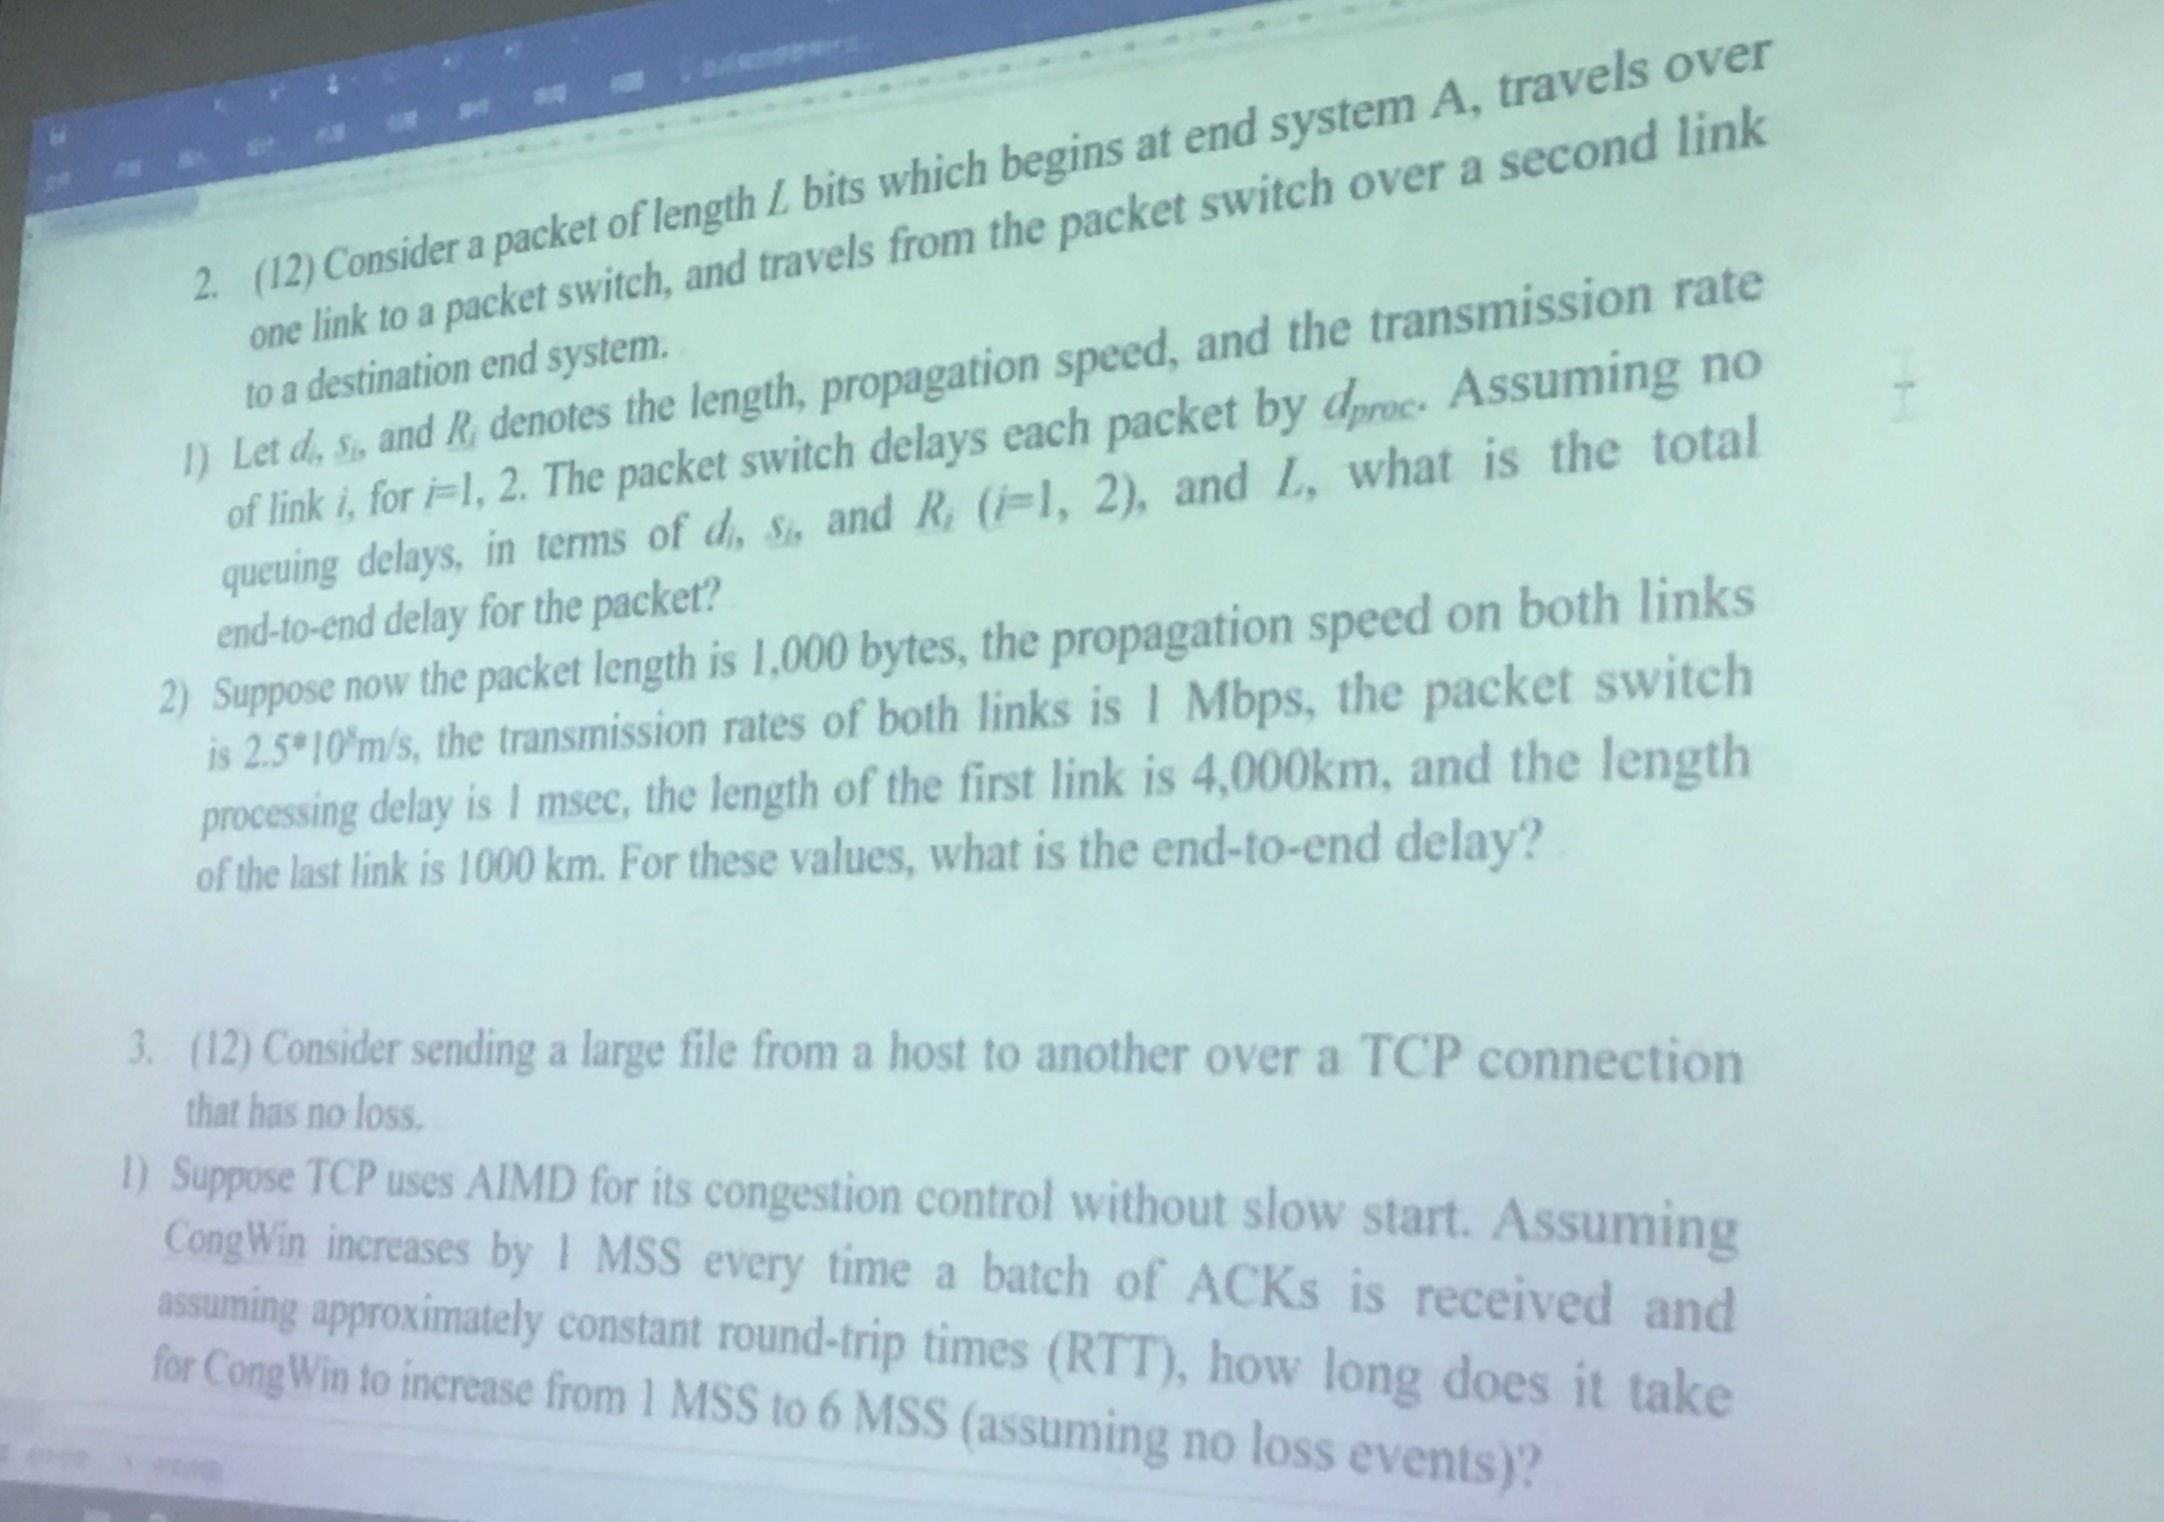 2. (12) Consider a packet of length L bits which begins at end system A, travels over
one link to a packet switch, and travels from the packet switch over a second link
to a destination end system.
1) Let dᵢ, sᵢ, and Rᵢ denotes the length, propagation speed, and the transmission rate
of link i, for i=1, 2. The packet switch delays each packet by dproc. Assuming no
queuing delays, in terms of dᵢ, sᵢ, and Rᵢ (i=1, 2), and L, what is the total
end-to-end delay for the packet?
2) Suppose now the packet length is 1,000 bytes, the propagation speed on both links
is 2.5*10⁸m/s, the transmission rates of both links is 1 Mbps, the packet switch
processing delay is 1 msec, the length of the first link is 4,000km, and the length
of the last link is 1000 km. For these values, what is the end-to-end delay?
3. (12) Consider sending a large file from a host to another over a TCP connection
that has no loss.
1) Suppose TCP uses AIMD for its congestion control without slow start. Assuming
CongWin increases by 1 MSS every time a batch of ACKs is received and
assuming approximately constant round-trip times (RTT), how long does it take
for CongWin to increase from 1 MSS to 6 MSS (assuming no loss events)?